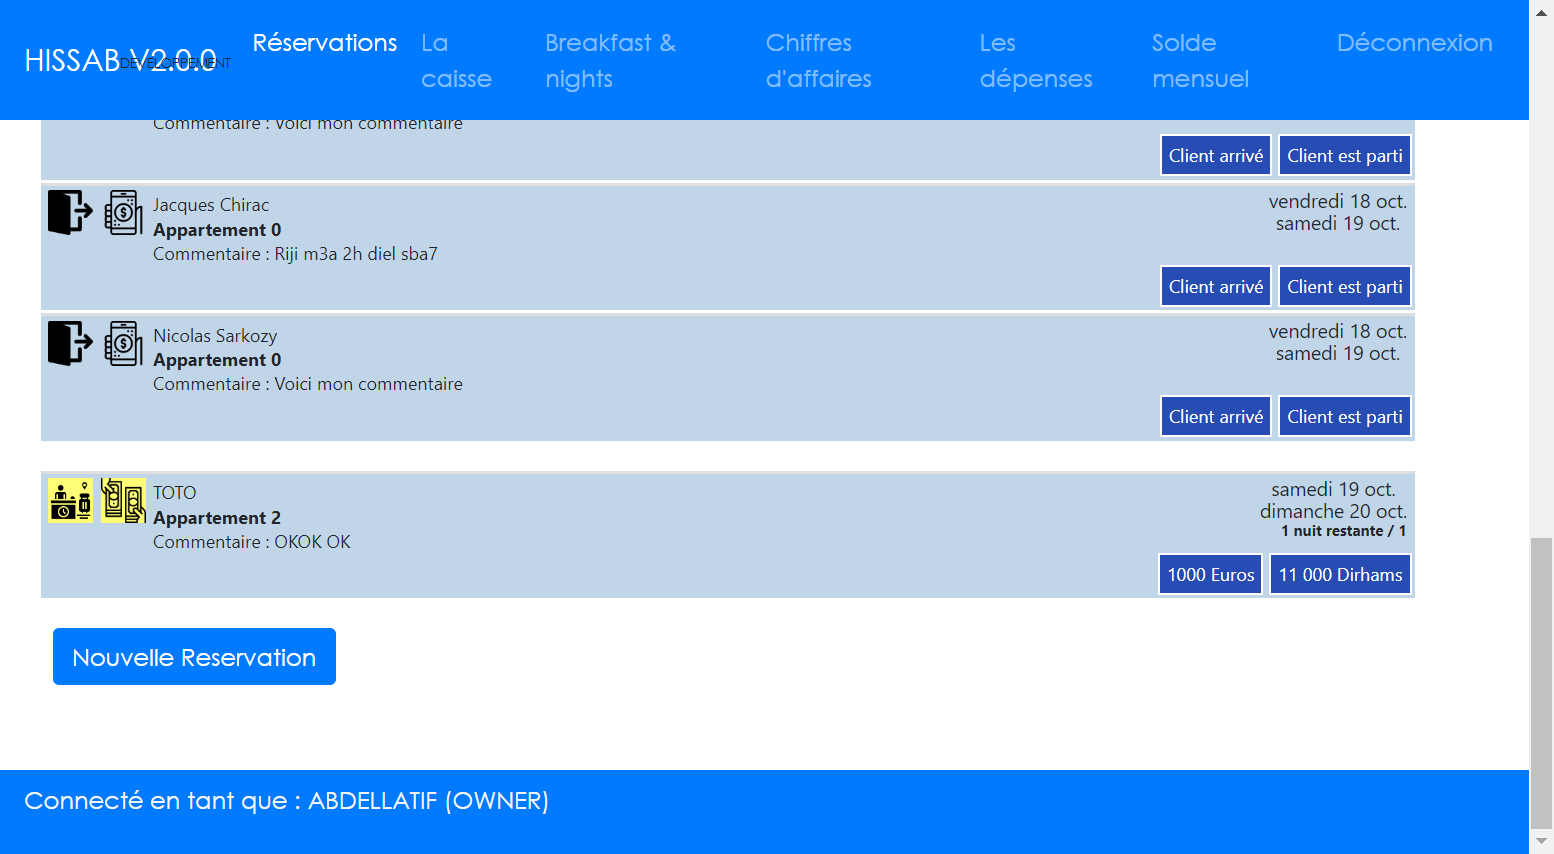 HISSAB V2.0.0
DEVELOPPEMENT
Réservations
La caisse
Breakfast & nights
Chiffres d'affaires
Les dépenses
Solde mensuel
Déconnexion
Commentaire : Voici mon commentaire
Client arrivé
Client est parti
Jacques Chirac
Appartement 0
Commentaire : Riji m3a 2h diel sba7
vendredi 18 oct.
samedi 19 oct.
Client arrivé
Client est parti
Nicolas Sarkozy
Appartement 0
Commentaire : Voici mon commentaire
vendredi 18 oct.
samedi 19 oct.
Client arrivé
Client est parti
TOTO
Appartement 2
Commentaire : OKOK OK
samedi 19 oct.
dimanche 20 oct.
1 nuit restante / 1
1000 Euros
11 000 Dirhams
Nouvelle Reservation
Connecté en tant que : ABDELLATIF (OWNER)